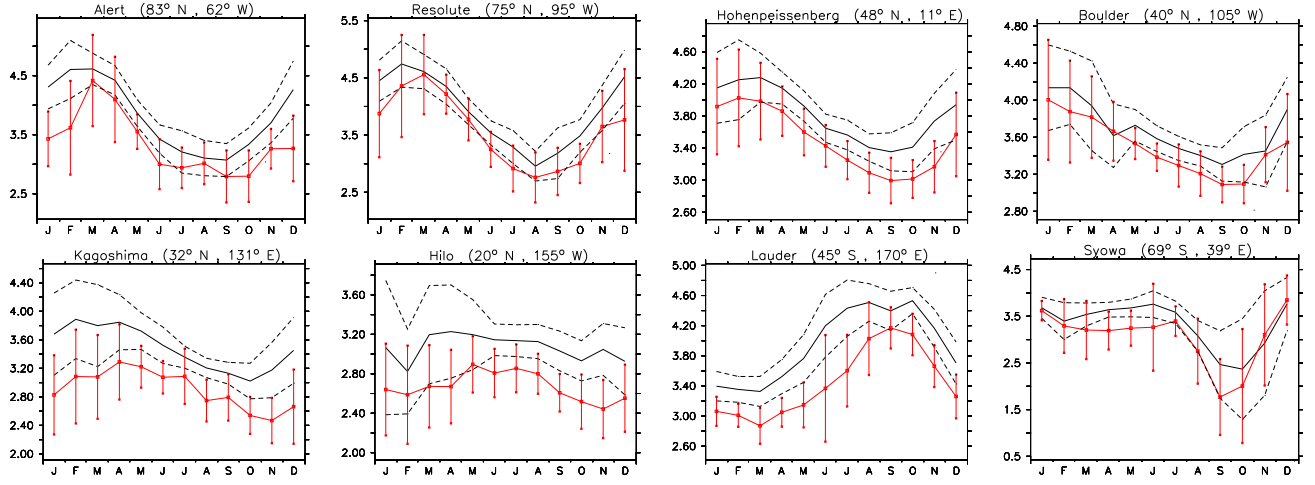 Alert (83° N , 62° W)
4.5
3.5
2.5
J F M A M J J A S O N D
Resolute (75° N , 95° W)
5.5
4.5
3.5
2.5
J F M A M J J A S O N D
Hohenpeissenberg (48° N , 11° E)
4.60
4.20
3.80
3.40
3.00
2.60
J F M A M J J A S O N D
Boulder (40° N , 105° W)
4.80
4.40
4.00
3.60
3.20
2.80
J F M A M J J A S O N D
Kagoshima (32° N , 131° E)
4.40
4.00
3.60
3.20
2.80
2.40
2.00
J F M A M J J A S O N D
Hilo (20° N , 155° W)
3.60
3.20
2.80
2.40
2.00
J F M A M J J A S O N D
Lauder (45° S , 170° E)
5.00
4.60
4.20
3.80
3.40
3.00
2.60
J F M A M J J A S O N D
Syowa (69° S , 39° E)
4.5
3.5
2.5
1.5
0.5
J F M A M J J A S O N D